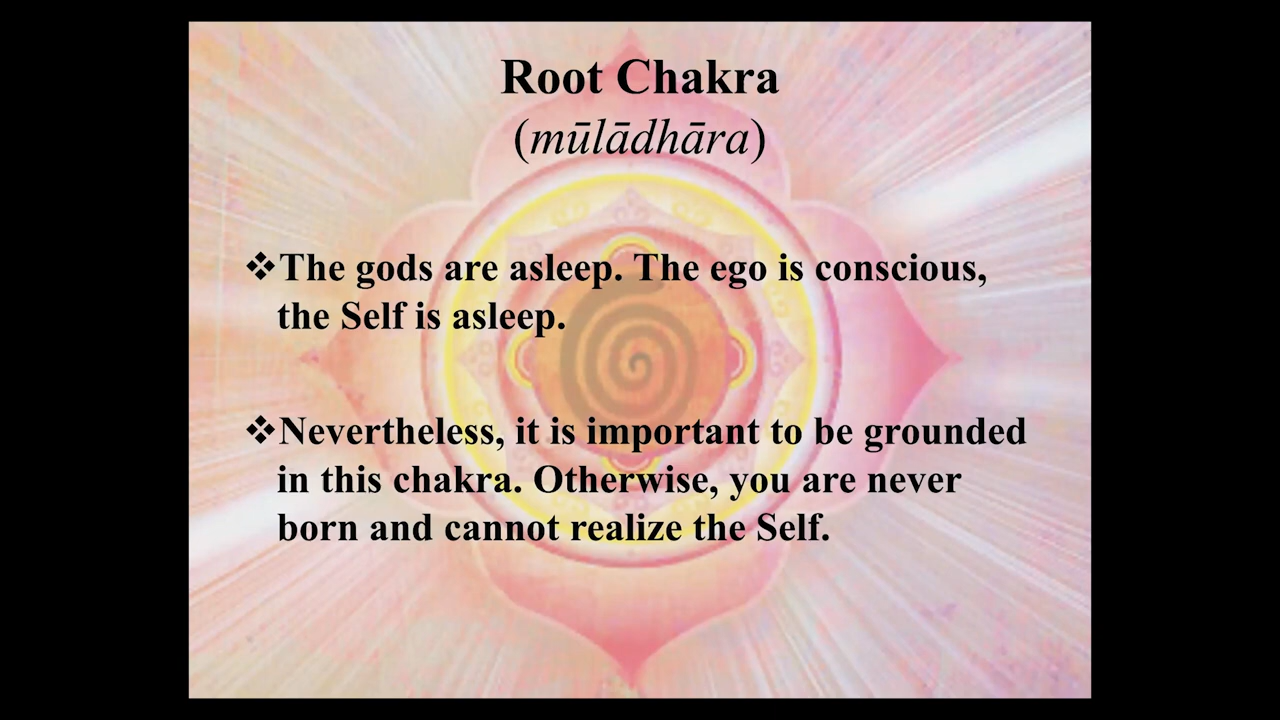 Root Chakra
(mūlādhāra)
❖The gods are asleep. The ego is conscious,
the Self is asleep.
❖Nevertheless, it is important to be grounded
in this chakra. Otherwise, you are never
born and cannot realize the Self.